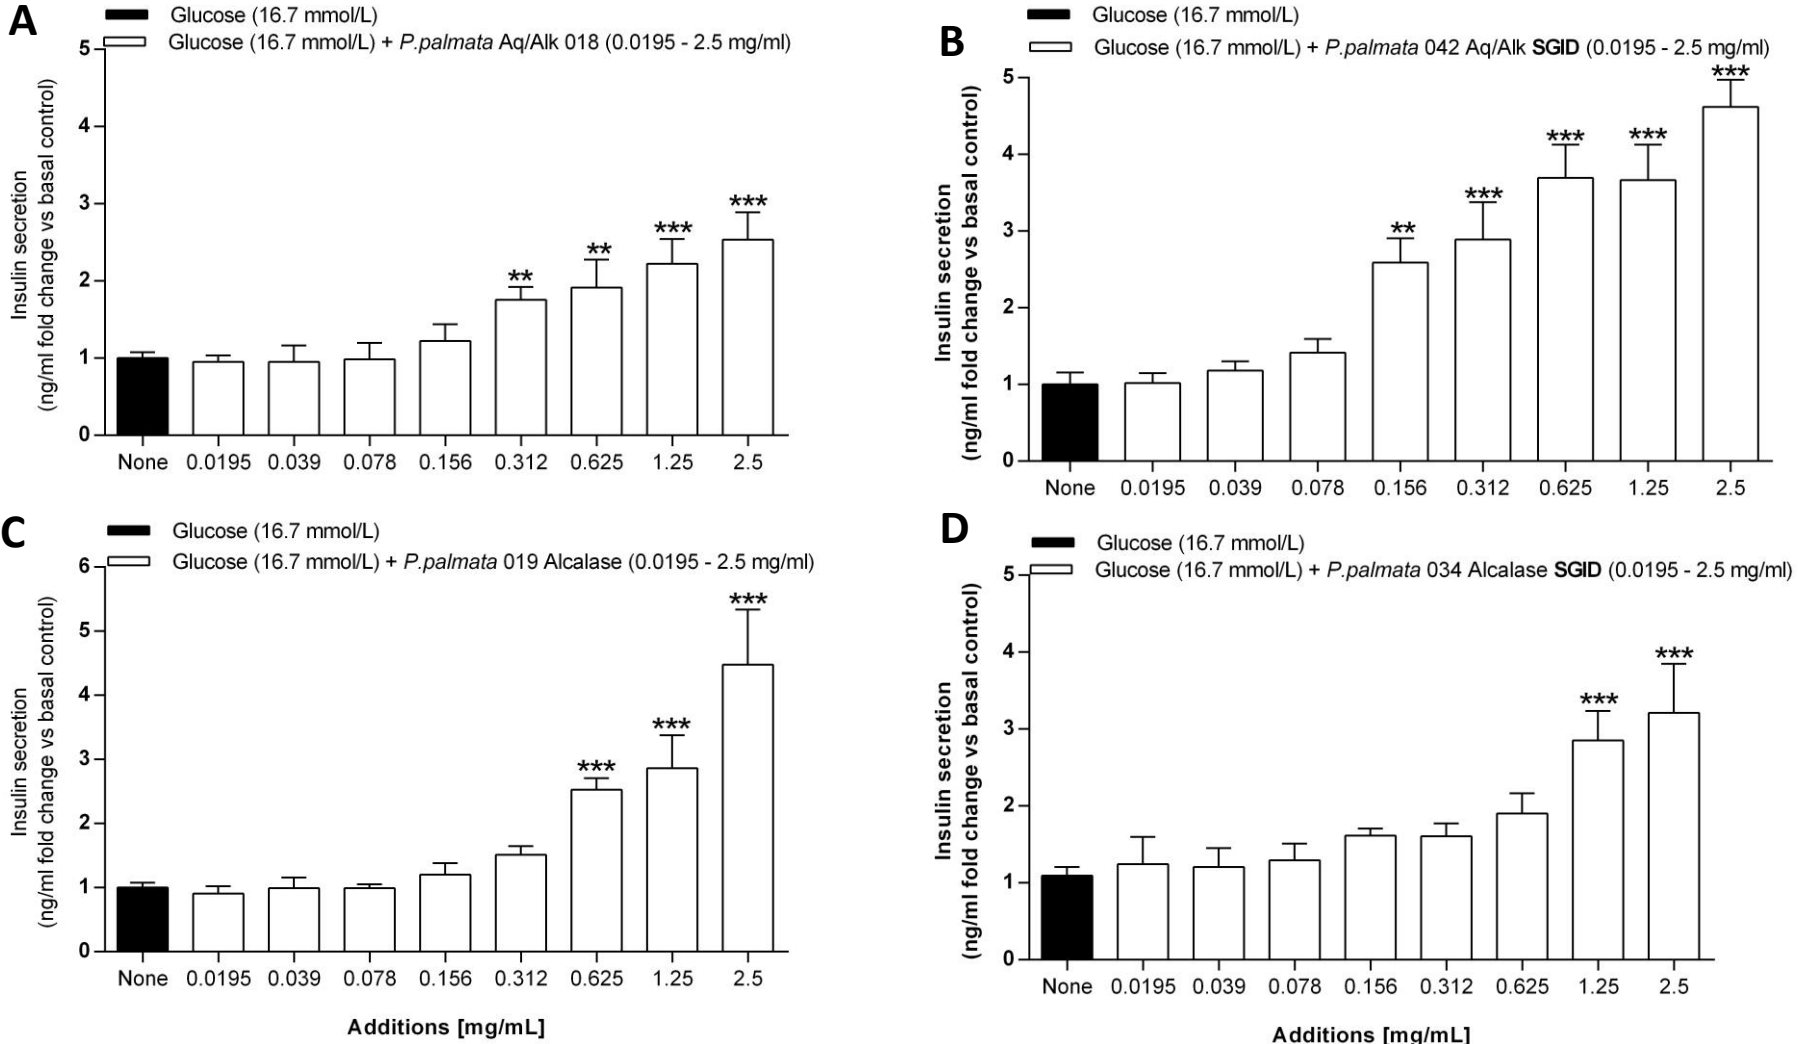 A
Glucose (16.7 mmol/L)
Glucose (16.7 mmol/L) + P.palmata Aq/Alk 018 (0.0195 - 2.5 mg/ml)
Insulin secretion
(ng/ml fold change vs basal control)
5
4
3
2
1
0
** ** *** ***
None 0.0195 0.039 0.078 0.156 0.312 0.625 1.25 2.5
B
Glucose (16.7 mmol/L)
Glucose (16.7 mmol/L) + P.palmata 042 Aq/Alk SGID (0.0195 - 2.5 mg/ml)
Insulin secretion
(ng/ml fold change vs basal control)
5
4
3
2
1
0
** *** *** *** ***
None 0.0195 0.039 0.078 0.156 0.312 0.625 1.25 2.5
C
Glucose (16.7 mmol/L)
Glucose (16.7 mmol/L) + P.palmata 019 Alcalase (0.0195 - 2.5 mg/ml)
Insulin secretion
(ng/ml fold change vs basal control)
6
5
4
3
2
1
0
*** *** ***
None 0.0195 0.039 0.078 0.156 0.312 0.625 1.25 2.5
Additions [mg/mL]
D
Glucose (16.7 mmol/L)
Glucose (16.7 mmol/L) + P.palmata 034 Alcalase SGID (0.0195 - 2.5 mg/ml)
Insulin secretion
(ng/ml fold change vs basal control)
5
4
3
2
1
0
*** ***
None 0.0195 0.039 0.078 0.156 0.312 0.625 1.25 2.5
Additions [mg/mL]